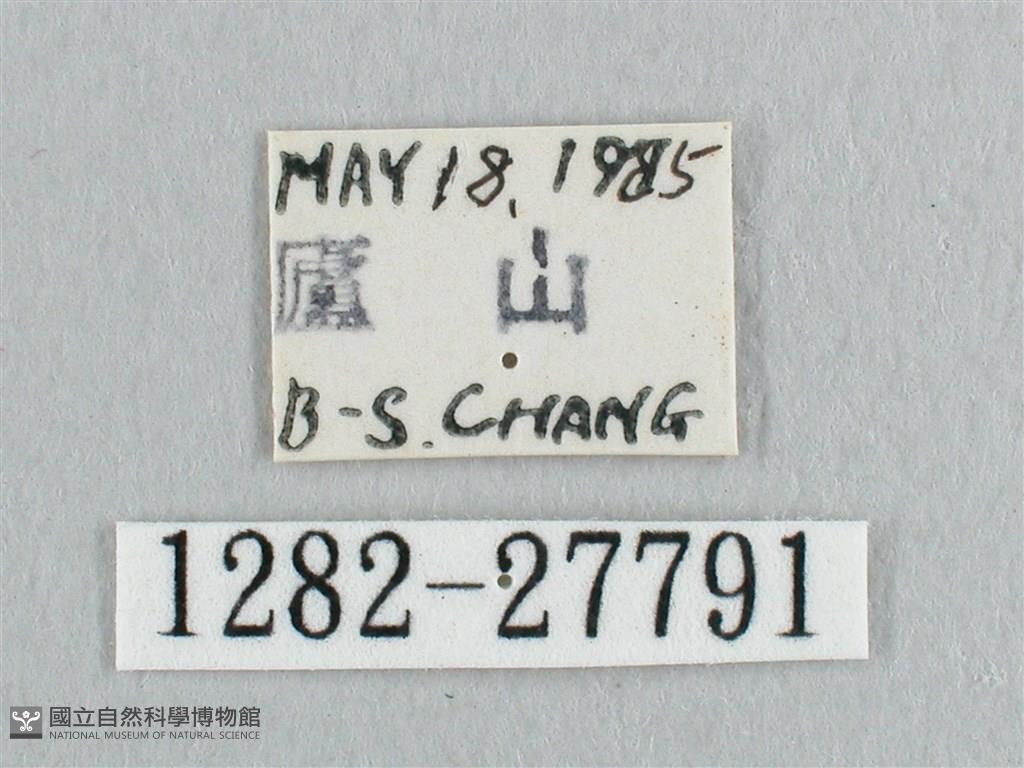 MAY 18, 1985
廬山
B-S. CHANG
1282-27791
國立自然科學博物館
NATIONAL MUSEUM OF NATURAL SCIENCE